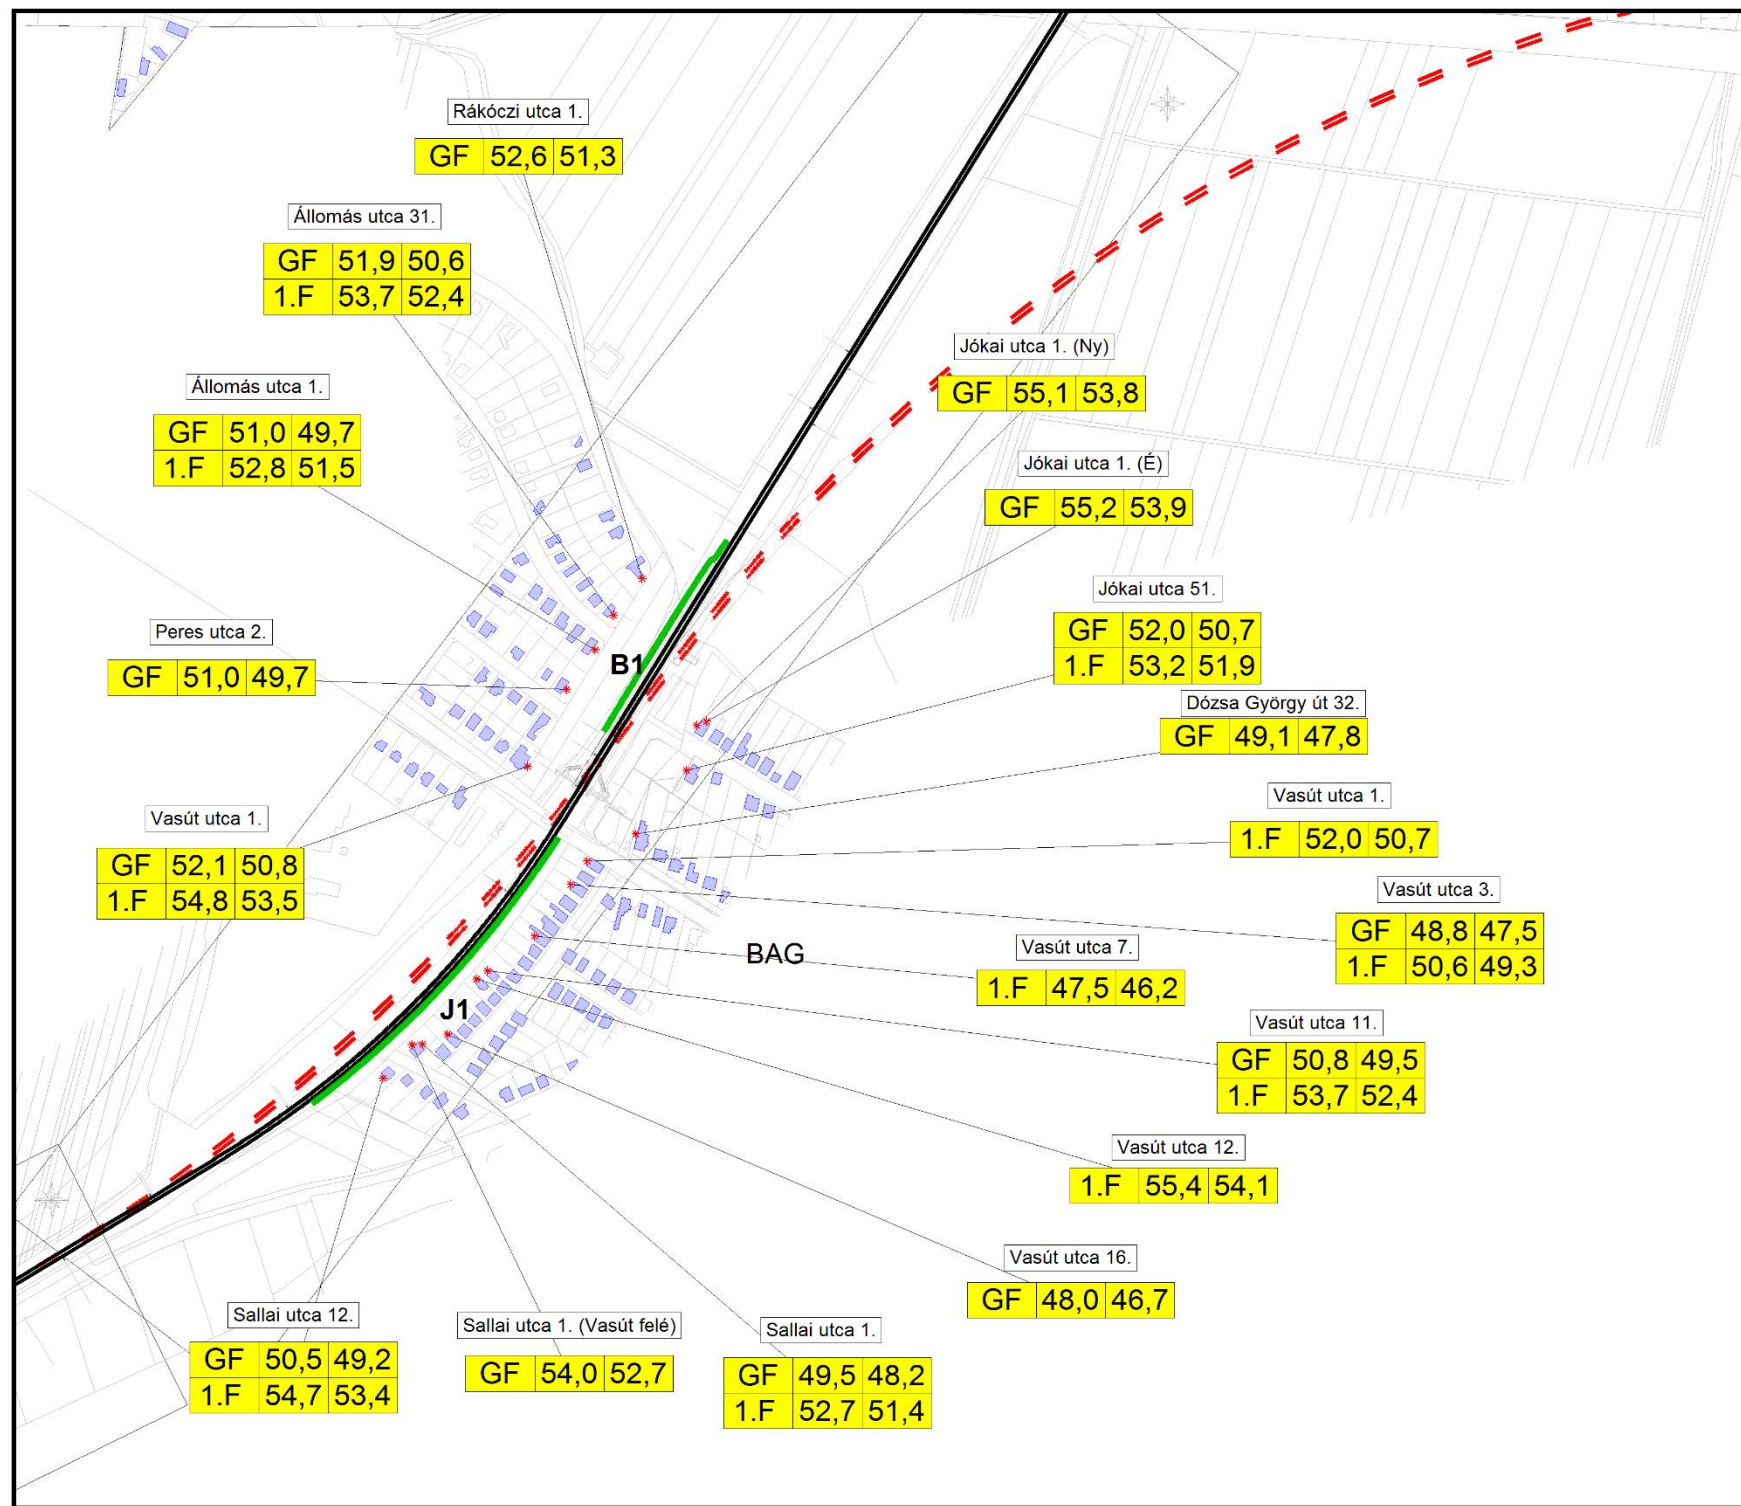 Rákóczi utca 1.
GF 52,6 51,3
Állomás utca 31.
GF 51,9 50,6
1.F 53,7 52,4
Jókai utca 1. (Ny)
GF 55,1 53,8
Állomás utca 1.
GF 51,0 49,7
1.F 52,8 51,5
Jókai utca 1. (É)
GF 55,2 53,9
Jókai utca 51.
GF 52,0 50,7
1.F 53,2 51,9
Peres utca 2.
GF 51,0 49,7
B1
Dózsa György út 32.
GF 49,1 47,8
Vasút utca 1.
GF 52,1 50,8
1.F 54,8 53,5
Vasút utca 1.
1.F 52,0 50,7
Vasút utca 3.
GF 48,8 47,5
1.F 50,6 49,3
BAG
Vasút utca 7.
1.F 47,5 46,2
J1
Vasút utca 11.
GF 50,8 49,5
1.F 53,7 52,4
Vasút utca 12.
1.F 55,4 54,1
Vasút utca 16.
GF 48,0 46,7
Sallai utca 12.
GF 50,5 49,2
1.F 54,7 53,4
Sallai utca 1. (Vasút felé)
GF 54,0 52,7
Sallai utca 1.
GF 49,5 48,2
1.F 52,7 51,4